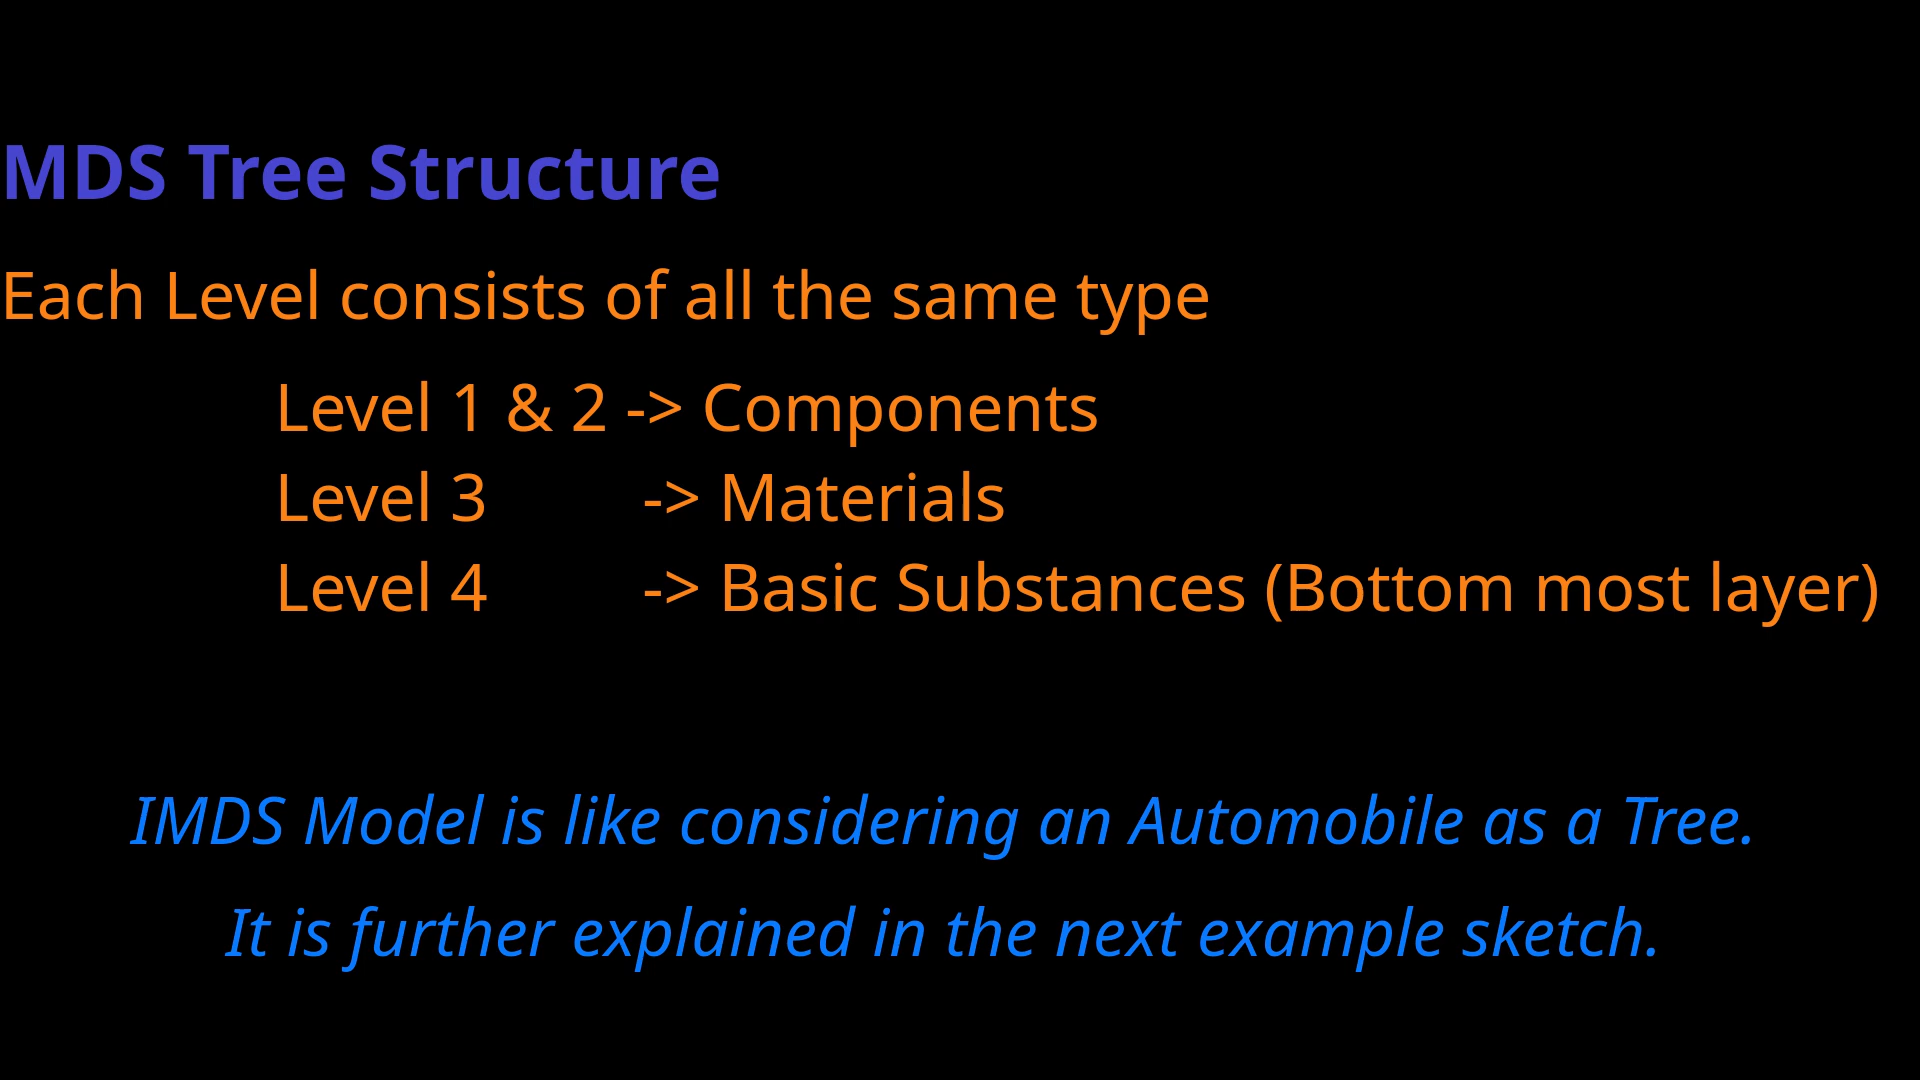 MDS Tree Structure
Each Level consists of all the same type
Level 1 & 2 -> Components
Level 3 -> Materials
Level 4 -> Basic Substances (Bottom most layer)
IMDS Model is like considering an Automobile as a Tree.
It is further explained in the next example sketch.